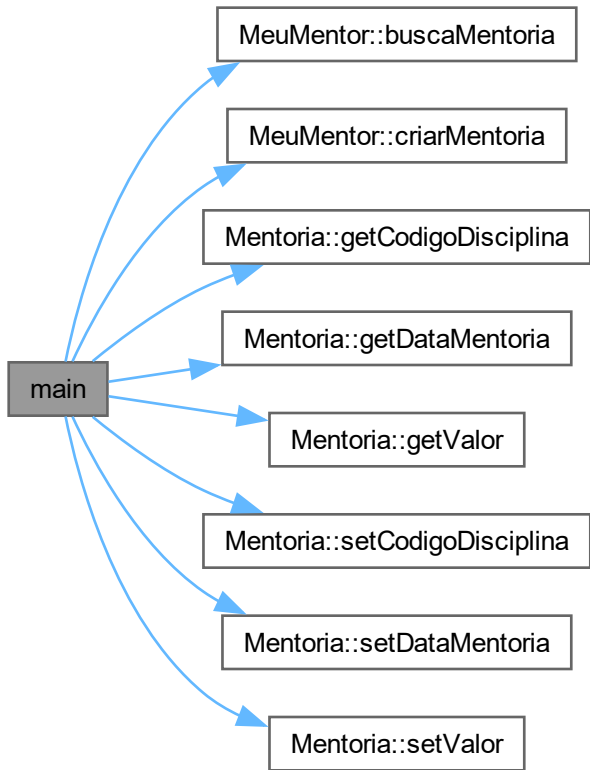 MeuMentor::buscaMentoria
MeuMentor::criarMentoria
Mentoria::getCodigoDisciplina
Mentoria::getDataMentoria
main
Mentoria::getValor
Mentoria::setCodigoDisciplina
Mentoria::setDataMentoria
Mentoria::setValor